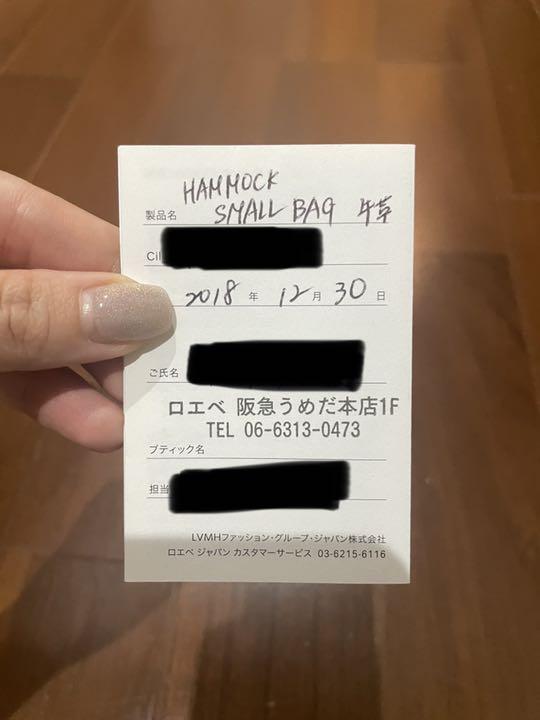 HAMMOCK
製品名 SMALL BAG 牛革
2018 年 12 月 30 日
ご氏名
ロエベ 阪急うめだ本店1F
TEL 06-6313-0473
ブティック名
担当
LVMHファッション・グループ・ジャパン株式会社
ロエベ ジャパン カスタマーサービス 03-6215-6116